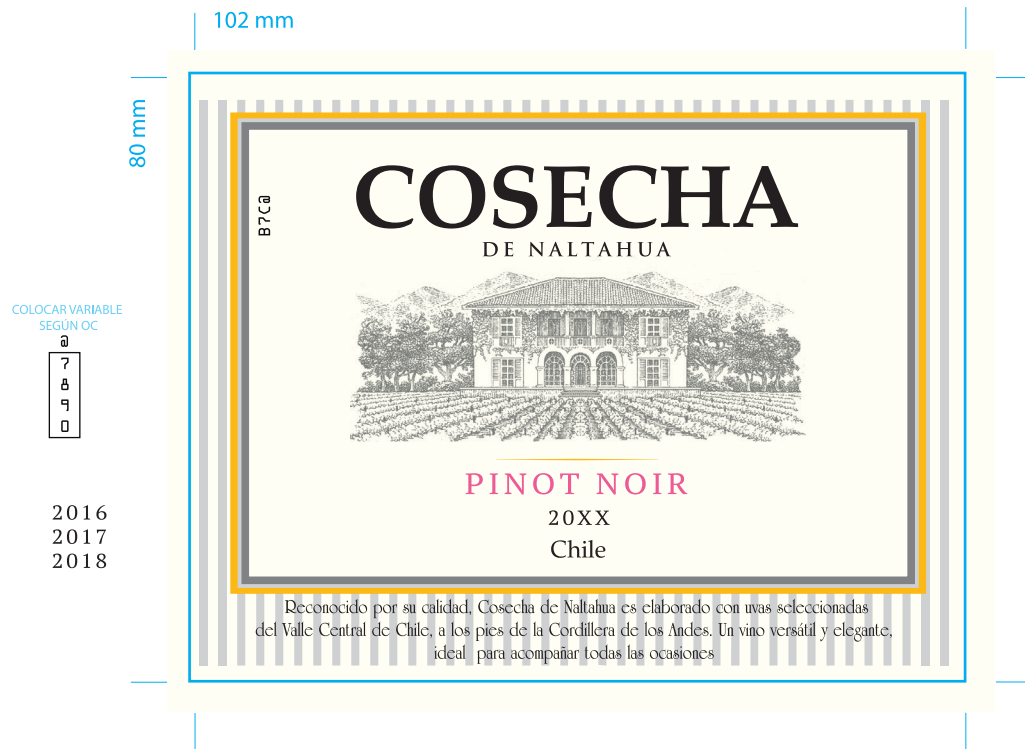 102 mm
80 mm
COSECHA
DE NALTAHUA
B7C@
COLOCAR VARIABLE
SEGÚN OC
@
7
8
9
0
2016
2017
2018
PINOT NOIR
20XX
Chile
Reconocido por su calidad, Cosecha de Naltahua es elaborado con uvas seleccionadas
del Valle Central de Chile, a los pies de la Cordillera de los Andes. Un vino versátil y elegante,
ideal para acompañar todas las ocasiones